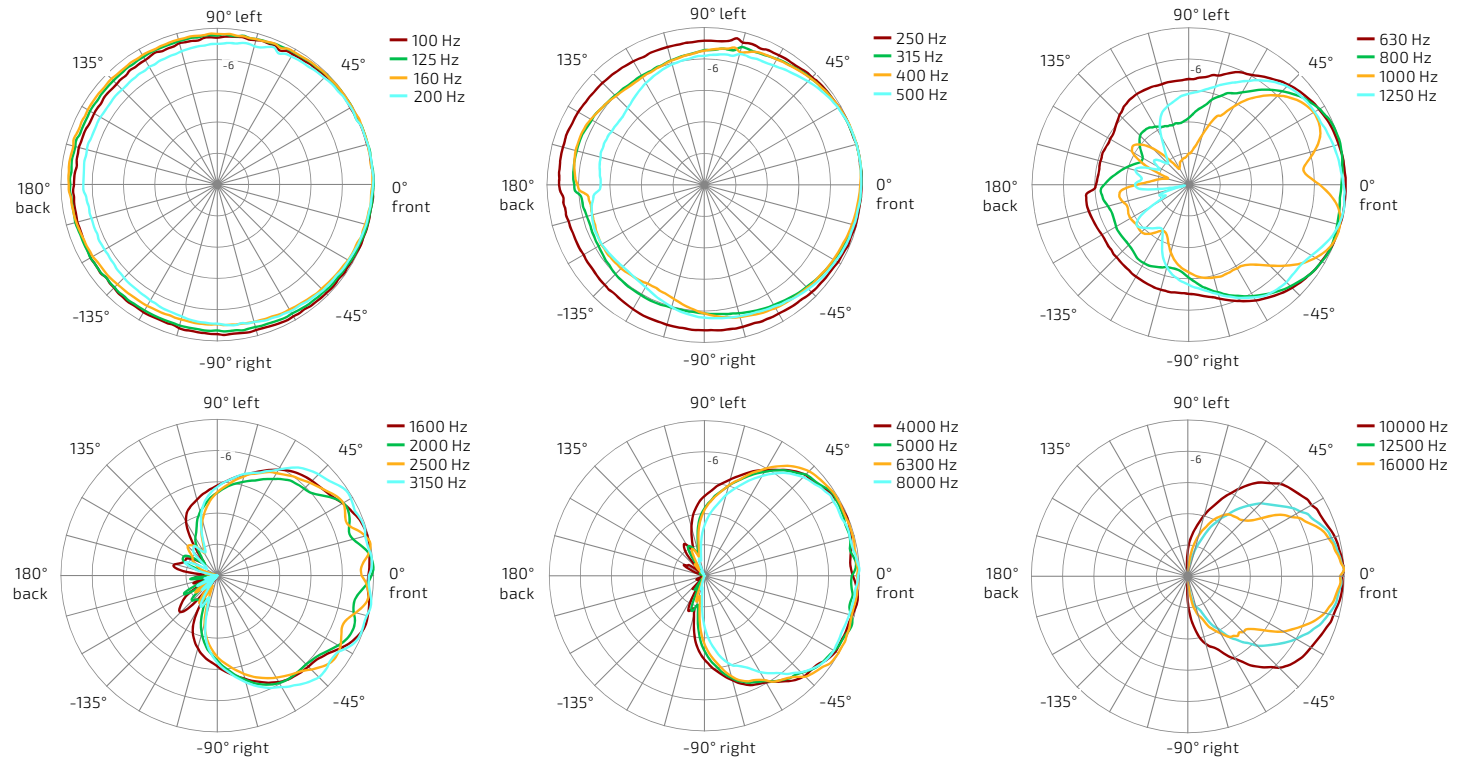 90° left
135°
45°
-6
180°
back
0°
front
-135°
-45°
-90° right
100 Hz
125 Hz
160 Hz
200 Hz
90° left
135°
45°
-6
180°
back
0°
front
-135°
-45°
-90° right
250 Hz
315 Hz
400 Hz
500 Hz
90° left
135°
45°
-6
180°
back
0°
front
-135°
-45°
-90° right
630 Hz
800 Hz
1000 Hz
1250 Hz
90° left
135°
45°
-6
180°
back
0°
front
-135°
-45°
-90° right
1600 Hz
2000 Hz
2500 Hz
3150 Hz
90° left
135°
45°
-6
180°
back
0°
front
-135°
-45°
-90° right
4000 Hz
5000 Hz
6300 Hz
8000 Hz
90° left
135°
45°
-6
180°
back
0°
front
-135°
-45°
-90° right
10000 Hz
12500 Hz
16000 Hz